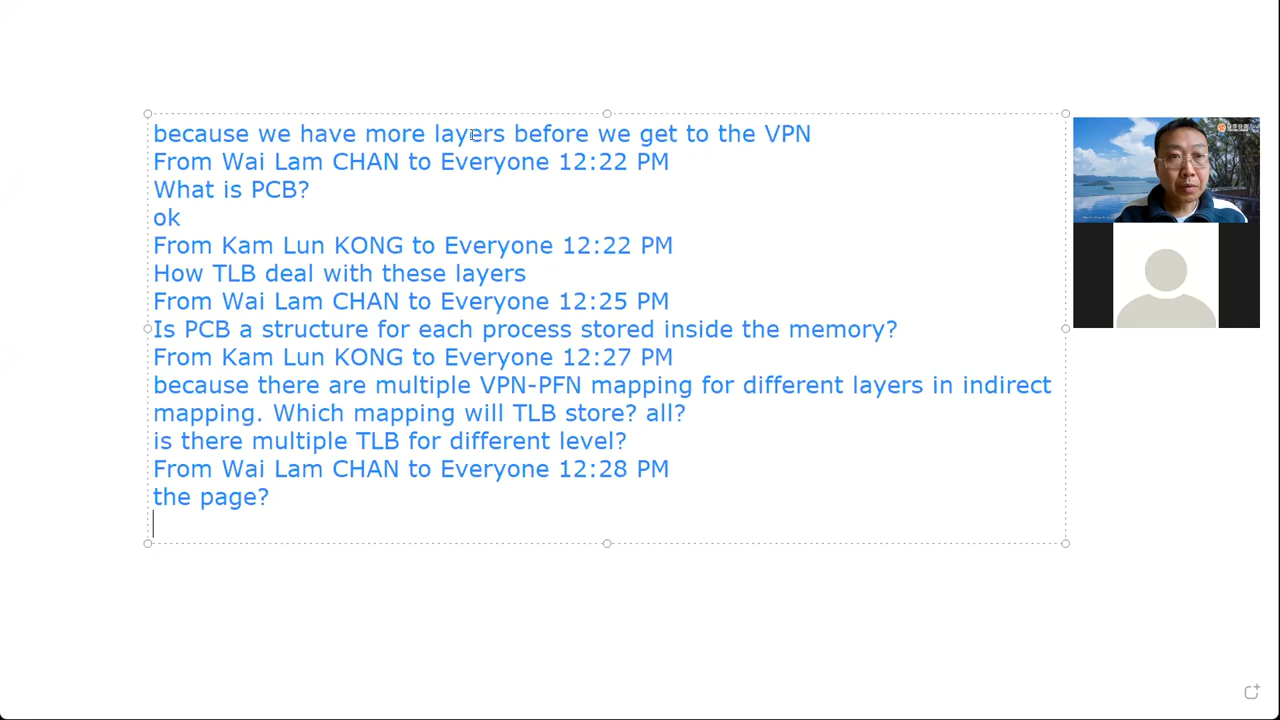 because we have more layers before we get to the VPN
From Wai Lam CHAN to Everyone 12:22 PM
What is PCB?
ok
From Kam Lun KONG to Everyone 12:22 PM
How TLB deal with these layers
From Wai Lam CHAN to Everyone 12:25 PM
Is PCB a structure for each process stored inside the memory?
From Kam Lun KONG to Everyone 12:27 PM
because there are multiple VPN-PFN mapping for different layers in indirect
mapping. Which mapping will TLB store? all?
is there multiple TLB for different level?
From Wai Lam CHAN to Everyone 12:28 PM
the page?